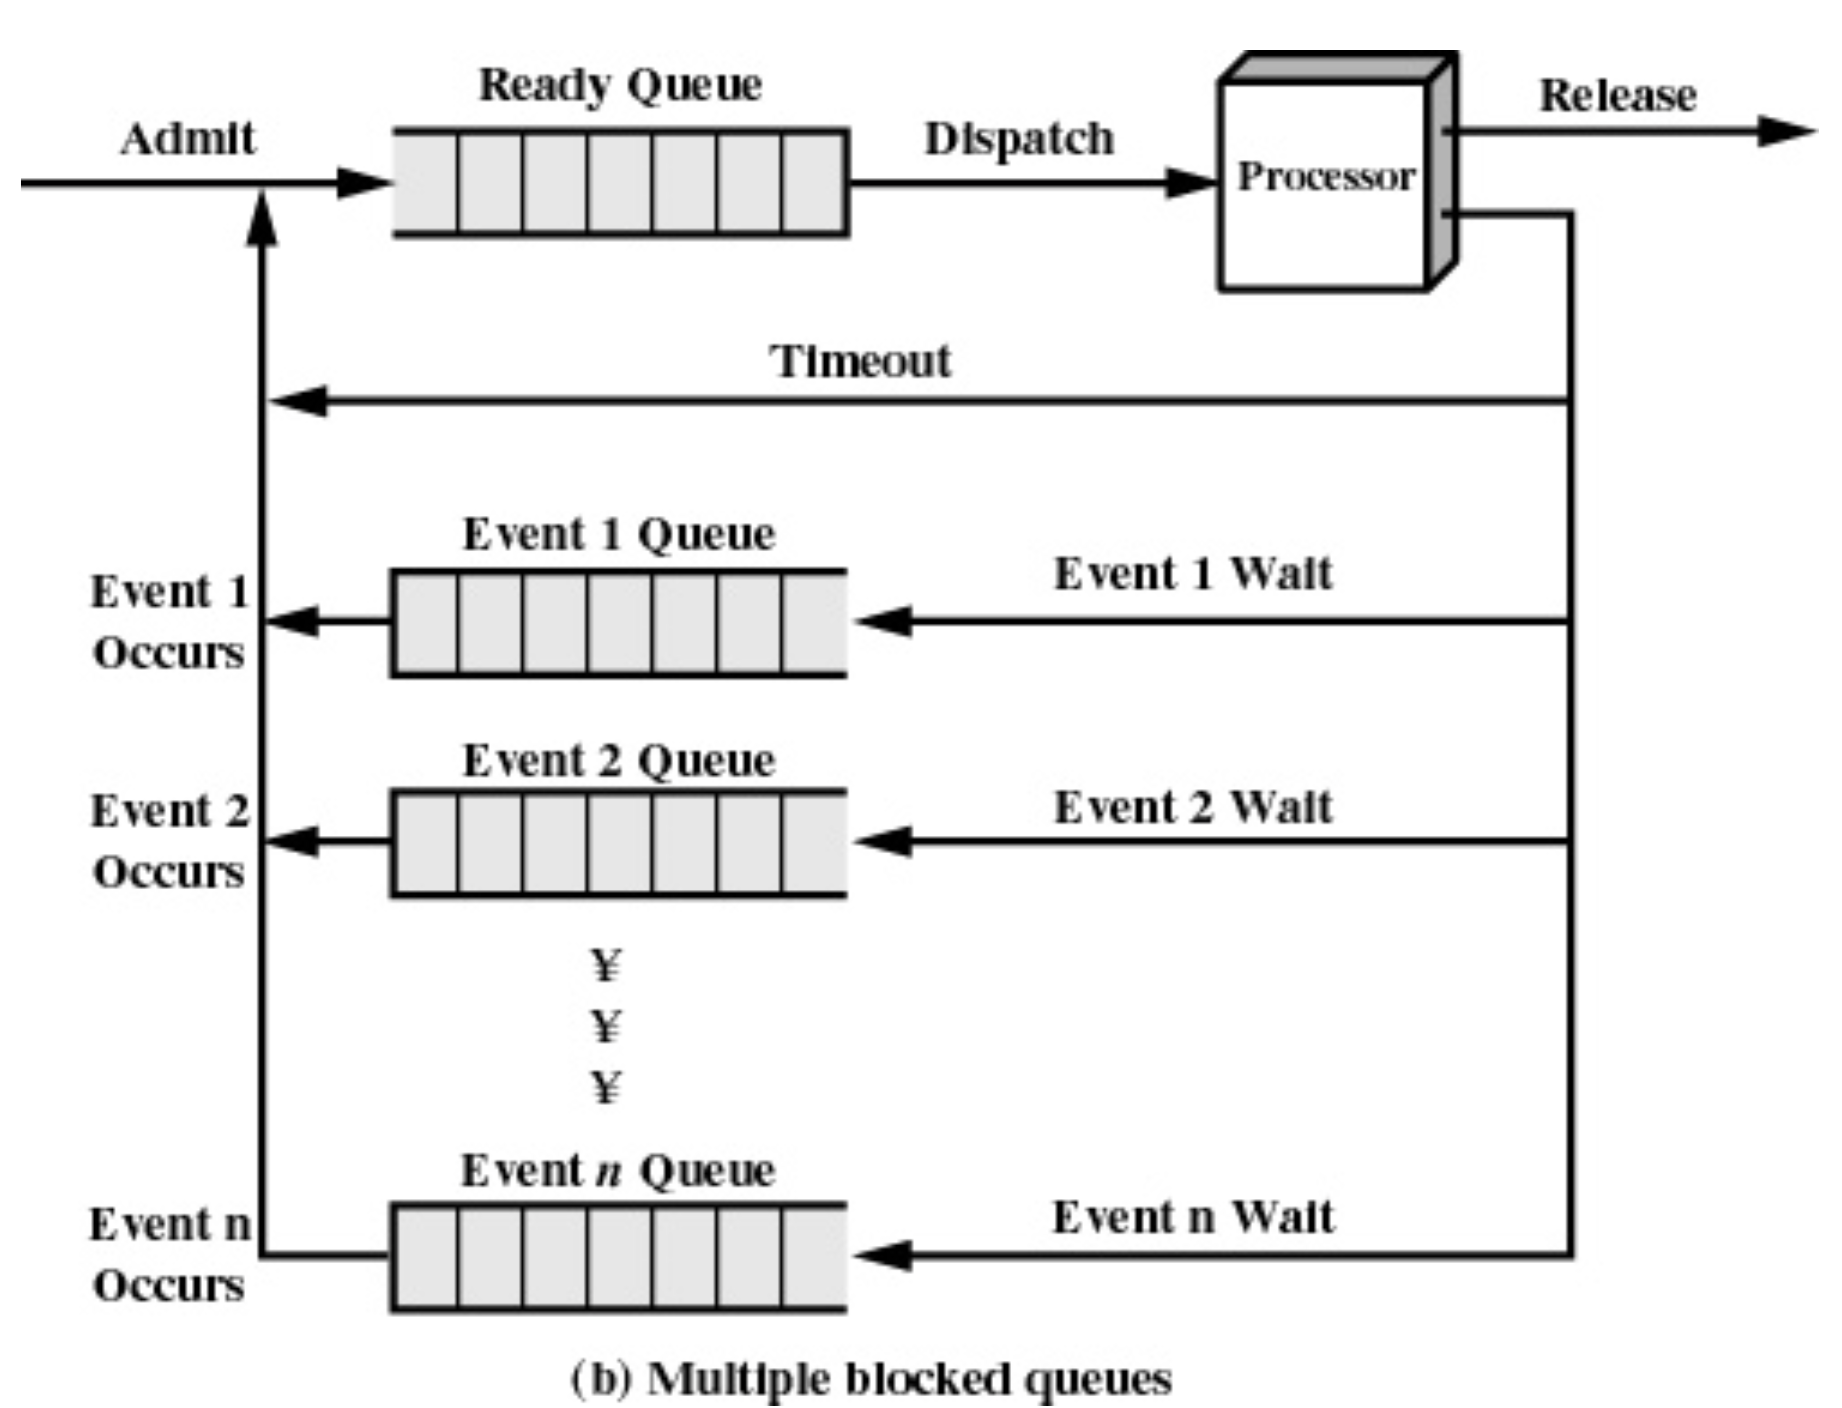 Ready Queue
Admit
Dispatch
Processor
Release
Timeout
Event 1 Queue
Event 1
Occurs
Event 1 Wait
Event 2 Queue
Event 2
Occurs
Event 2 Wait
¥
¥
¥
Event n Queue
Event n
Occurs
Event n Wait
(b) Multiple blocked queues